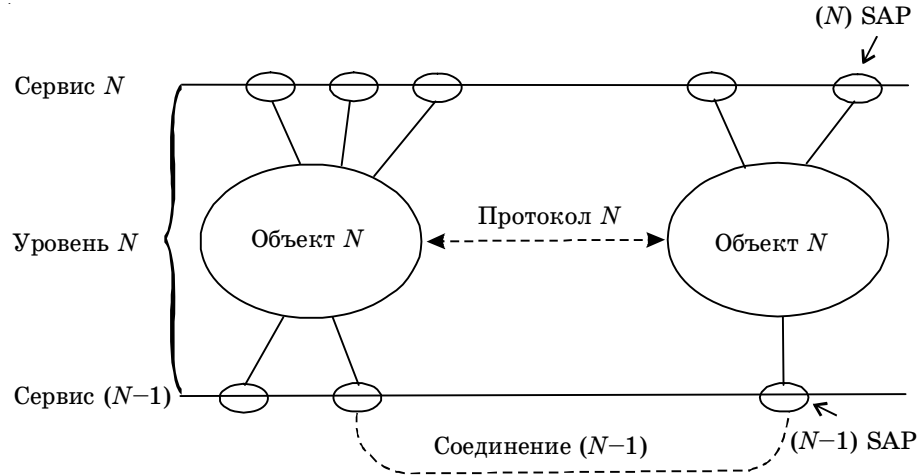 (N) SAP
Сервис N
Протокол N
Объект N
Уровень N
Объект N
Сервис (N–1)
Соединение (N–1)
(N–1) SAP